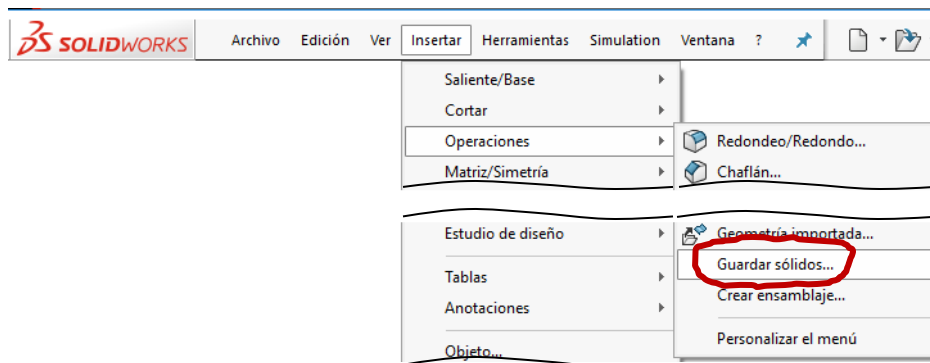 SOLIDWORKS Archivo Edición Ver Insertar Herramientas Simulation Ventana ?
Saliente/Base
Cortar
Operaciones
Matriz/Simetría
Estudio de diseño
Tablas
Anotaciones
Objeto...
Redondeo/Redondo...
Chaflán...
Geometría importada...
Guardar sólidos...
Crear ensamblaje...
Personalizar el menú